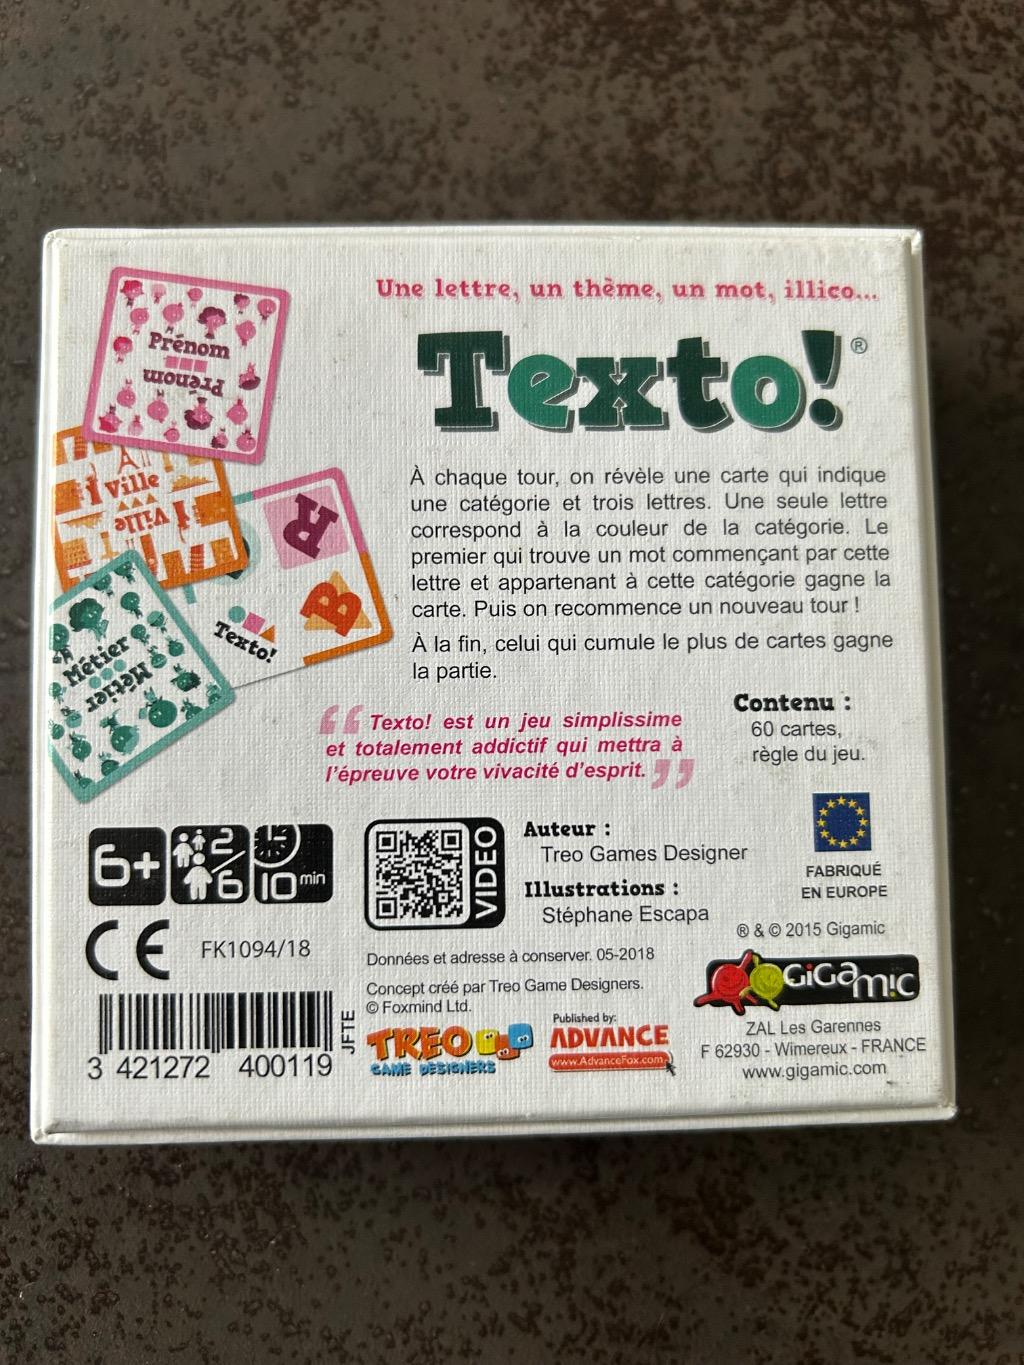 Une lettre, un thème, un mot, illico...
Texto!®
Prénom
Prénom
Ville
Ville
Métier
Métier
R
B
Texto!
À chaque tour, on révèle une carte qui indique
une catégorie et trois lettres. Une seule lettre
correspond à la couleur de la catégorie. Le
premier qui trouve un mot commençant par cette
lettre et appartenant à cette catégorie gagne la
carte. Puis on recommence un nouveau tour !
À la fin, celui qui cumule le plus de cartes gagne
la partie.
“ Texto! est un jeu simplissime
et totalement addictif qui mettra à
l'épreuve votre vivacité d'esprit. ”
Contenu :
60 cartes,
règle du jeu.
6+
2/6
10 min
VIDEO
Auteur :
Treo Games Designer
Illustrations :
Stéphane Escapa
FABRIQUÉ
EN EUROPE
CE
FK1094/18
Données et adresse à conserver. 05-2018
Concept créé par Treo Game Designers.
© Foxmind Ltd.
® & © 2015 Gigamic
GiGamic
ZAL Les Garennes
F 62930 - Wimereux - FRANCE
www.gigamic.com
TREO
GAME DESIGNERS
Published by:
ADVANCE
www.AdvanceFox.com
JFTE
3 421272 400119